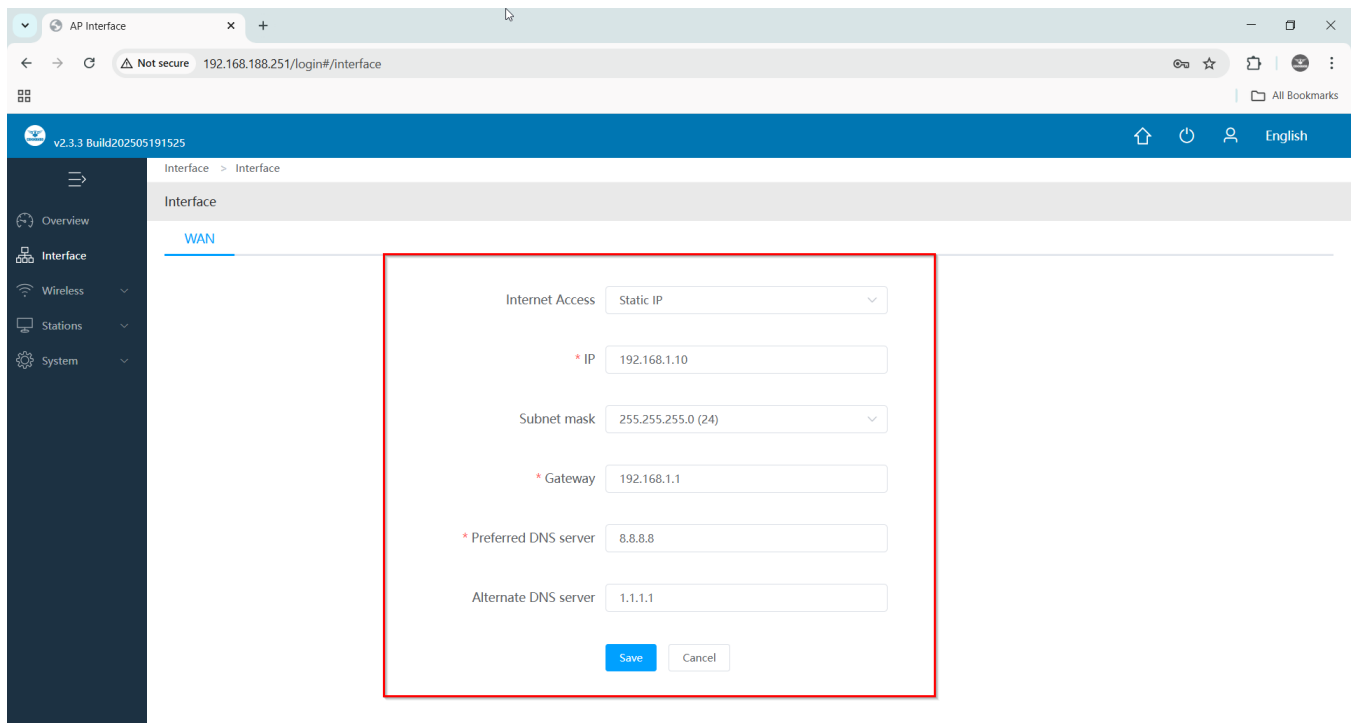 AP Interface
Not secure 192.168.188.251/login#/interface
All Bookmarks
v2.3.3 Build202505191525
English
Interface > Interface
Interface
WAN
Overview
Interface
Wireless
Stations
System
Internet Access Static IP
* IP 192.168.1.10
Subnet mask 255.255.255.0 (24)
* Gateway 192.168.1.1
* Preferred DNS server 8.8.8.8
Alternate DNS server 1.1.1.1
Save Cancel